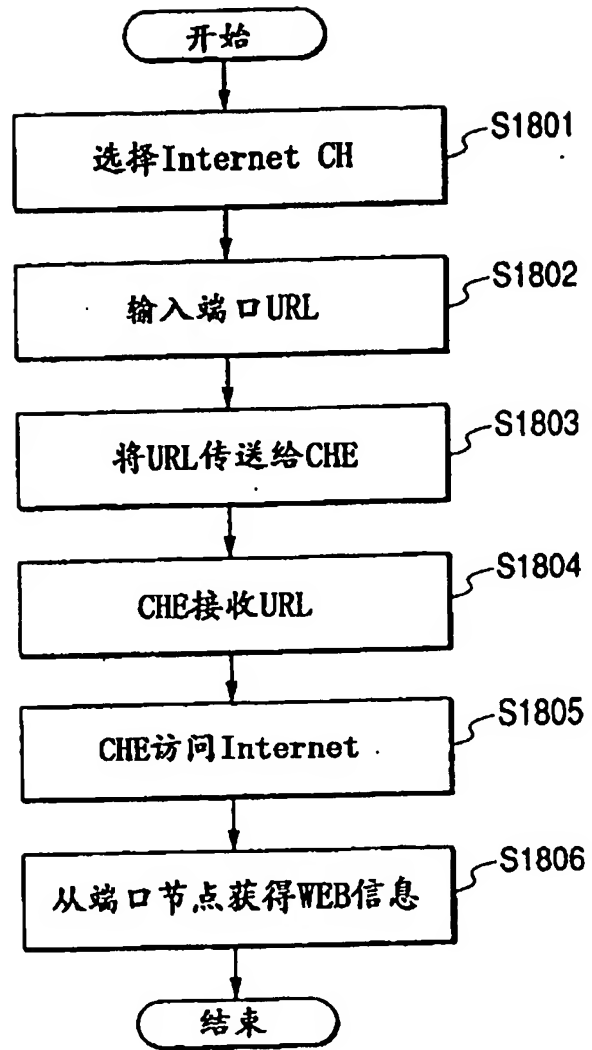 开始
选择Internet CH
S1801
输入端口URL
S1802
将URL传送给CHE
S1803
CHE接收URL
S1804
CHE访问Internet
S1805
从端口节点获得WEB信息
S1806
结束